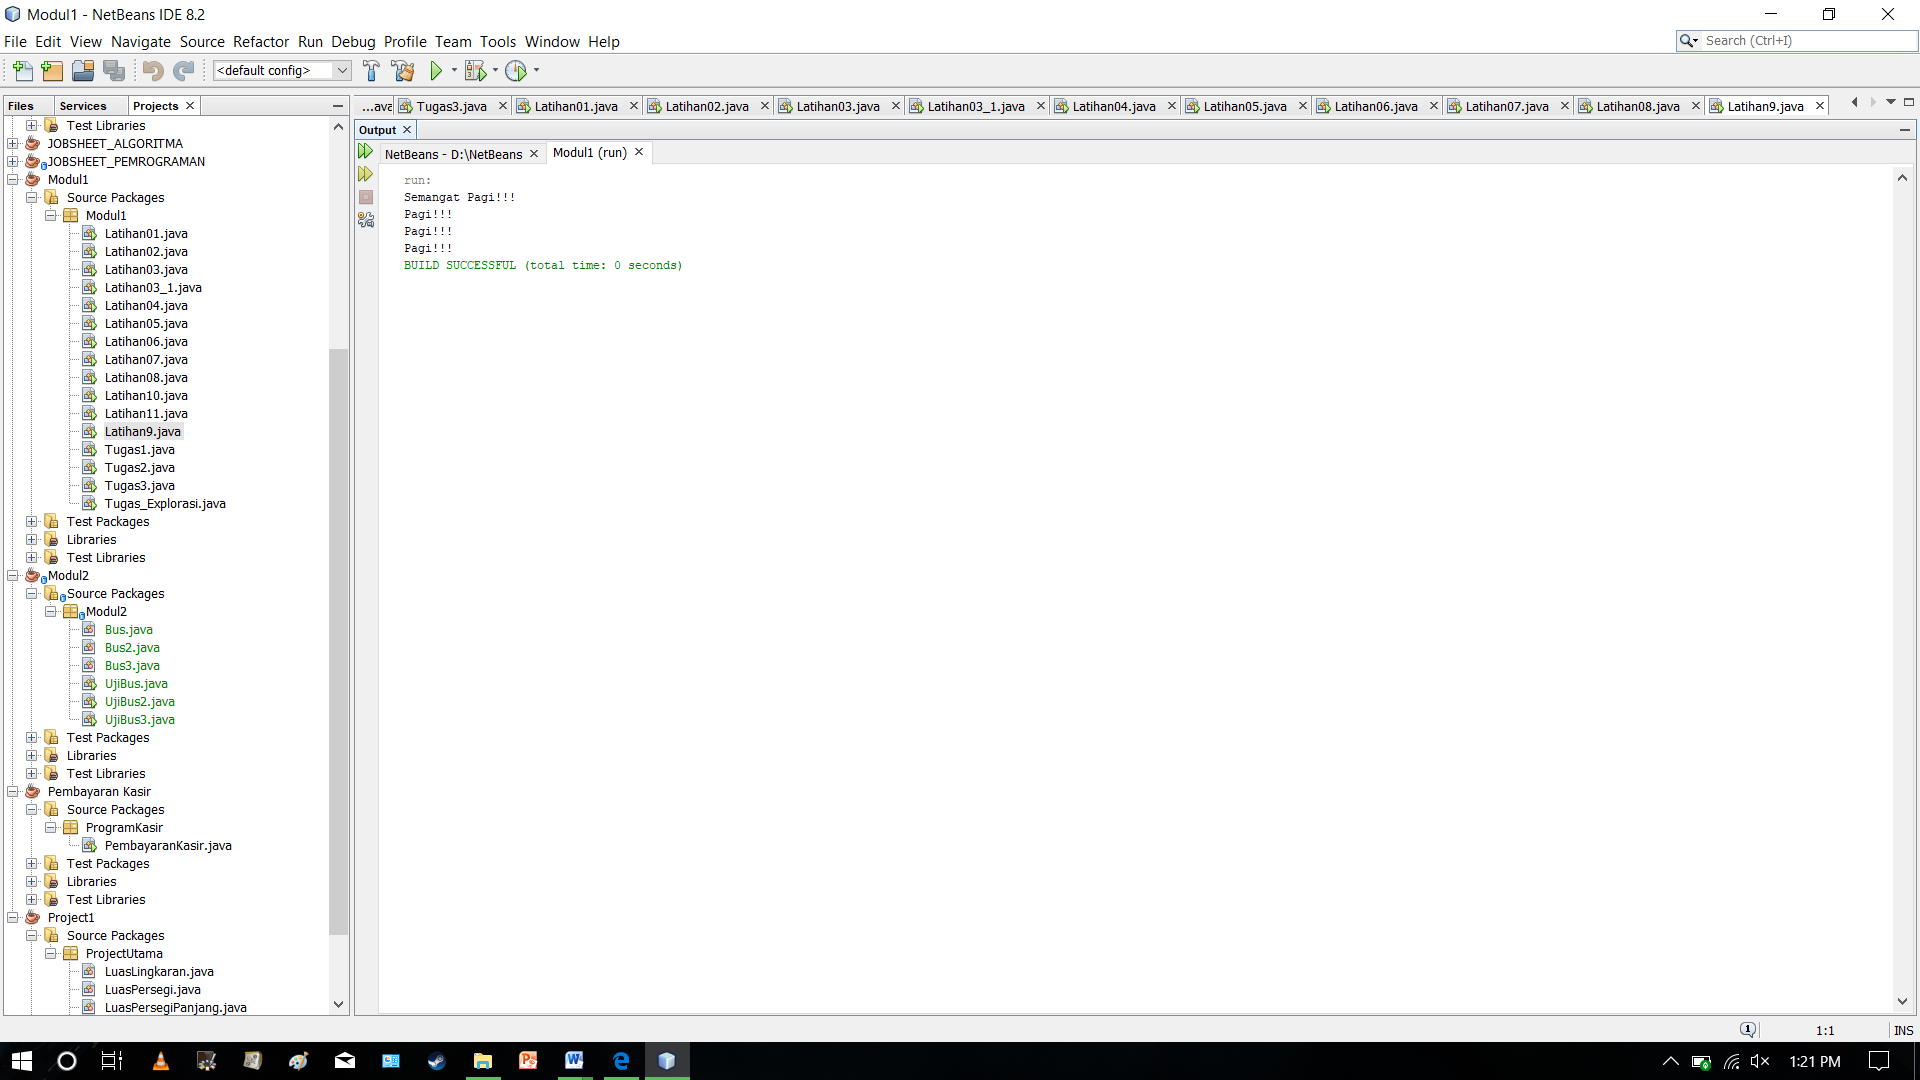 Modul1 - NetBeans IDE 8.2
File Edit View Navigate Source Refactor Run Debug Profile Team Tools Window Help
Search (Ctrl+I)
<default config>
Files Services Projects
...ava Tugas3.java Latihan01.java Latihan02.java Latihan03.java Latihan03_1.java Latihan04.java Latihan05.java Latihan06.java Latihan07.java Latihan08.java Latihan9.java
Test Libraries
JOBSHEET_ALGORITMA
JOBSHEET_PEMROGRAMAN
Modul1
Source Packages
Modul1
Latihan01.java
Latihan02.java
Latihan03.java
Latihan03_1.java
Latihan04.java
Latihan05.java
Latihan06.java
Latihan07.java
Latihan08.java
Latihan10.java
Latihan11.java
Latihan9.java
Tugas1.java
Tugas2.java
Tugas3.java
Tugas_Explorasi.java
Test Packages
Libraries
Test Libraries
Modul2
Source Packages
Modul2
Bus.java
Bus2.java
Bus3.java
UjiBus.java
UjiBus2.java
UjiBus3.java
Test Packages
Libraries
Test Libraries
Pembayaran Kasir
Source Packages
ProgramKasir
PembayaranKasir.java
Test Packages
Libraries
Test Libraries
Project1
Source Packages
ProjectUtama
LuasLingkaran.java
LuasPersegi.java
LuasPersegiPanjang.java
Output
NetBeans - D:\NetBeans Modul1 (run)
run:
Semangat Pagi!!!
Pagi!!!
Pagi!!!
Pagi!!!
BUILD SUCCESSFUL (total time: 0 seconds)
1:1 INS
1:21 PM